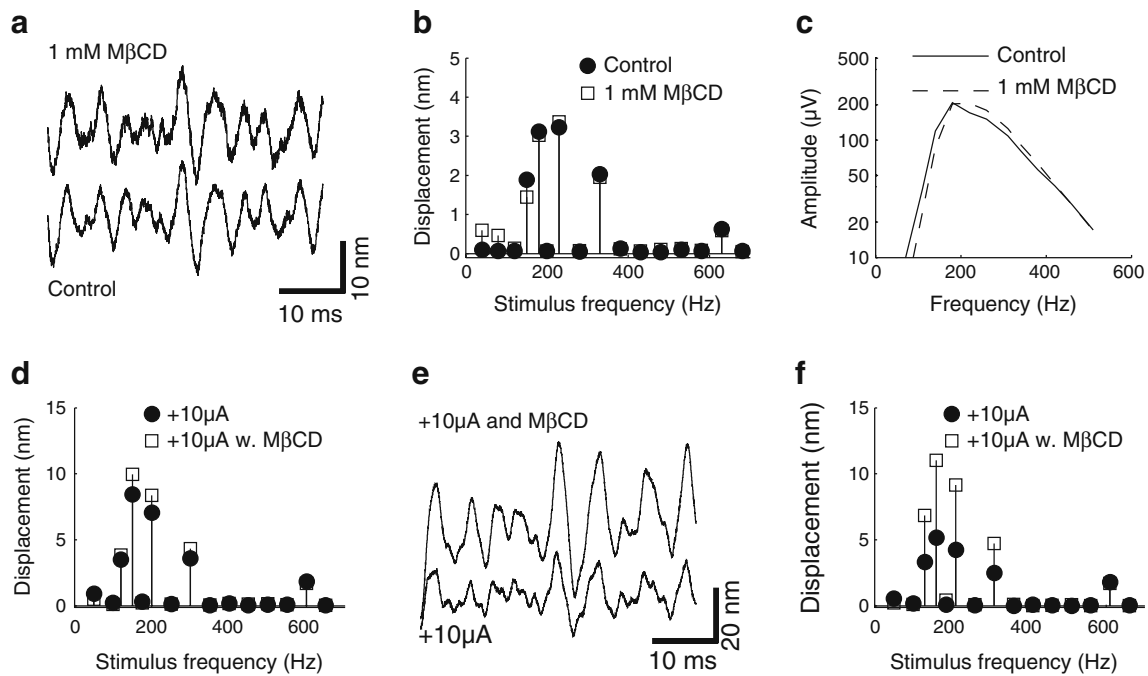 a
1 mM MβCD
Control
10 ms
10 nm
b
Displacement (nm)
5
4
3
2
1
0
Control
1 mM MβCD
0
200
400
600
Stimulus frequency (Hz)
c
Amplitude (µV)
500
200
100
50
20
10
Control
1 mM MβCD
0
200
400
600
Frequency (Hz)
d
Displacement (nm)
15
10
5
0
+10µA
+10µA w. MβCD
0
200
400
600
Stimulus frequency (Hz)
e
+10µA and MβCD
+10µA
10 ms
20 nm
f
Displacement (nm)
15
10
5
0
+10µA
+10µA w. MβCD
0
200
400
600
Stimulus frequency (Hz)